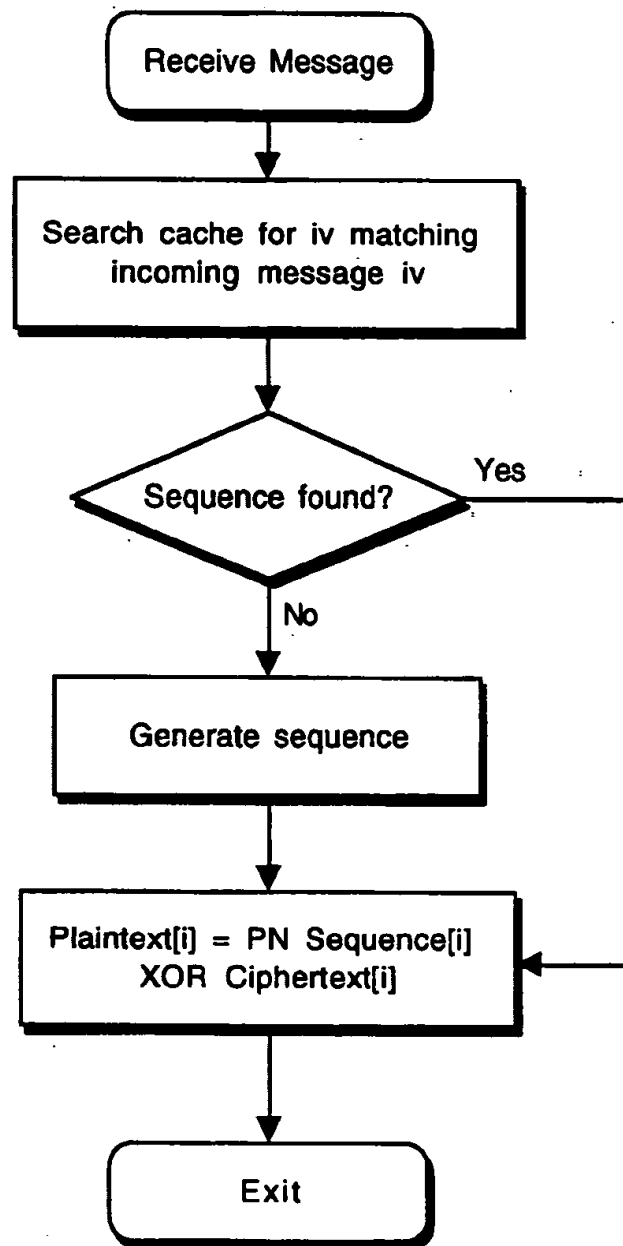 Receive Message
Search cache for iv matching
incoming message iv
Sequence found?
Yes
No
Generate sequence
Plaintext[i] = PN Sequence[i]
XOR Ciphertext[i]
Exit